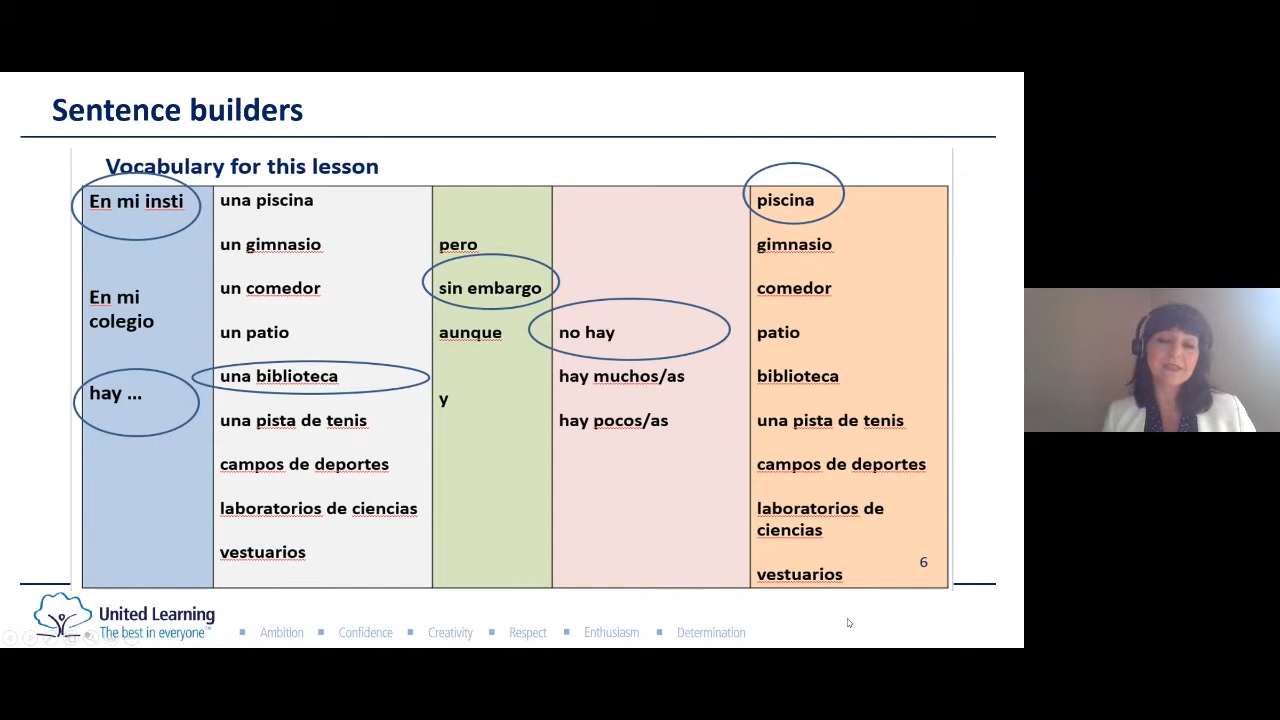 Sentence builders
Vocabulary for this lesson
En mi insti
En mi
colegio
hay ...
una piscina
un gimnasio
un comedor
un patio
una biblioteca
una pista de tenis
campos de deportes
laboratorios de ciencias
vestuarios
pero
sin embargo
aunque
y
no hay
hay muchos/as
hay pocos/as
piscina
gimnasio
comedor
patio
biblioteca
una pista de tenis
campos de deportes
laboratorios de
ciencias
vestuarios
6
United Learning
The best in everyone™
Ambition
Confidence
Creativity
Respect
Enthusiasm
Determination